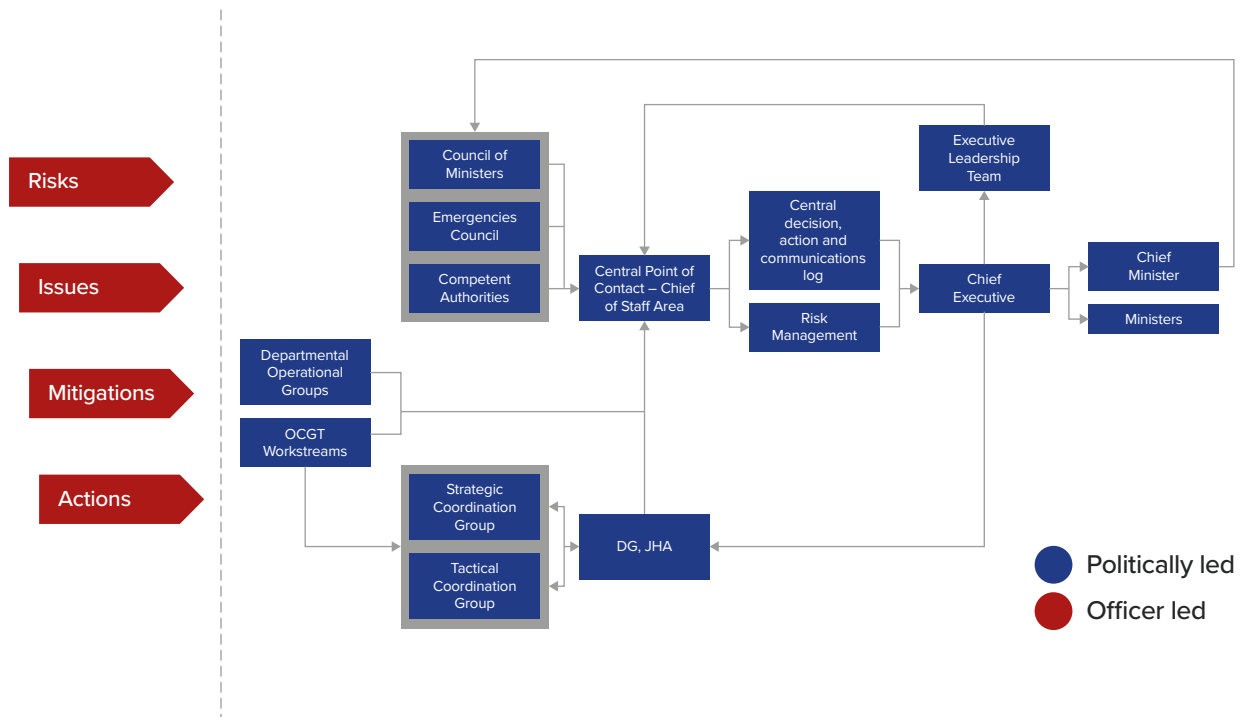 Risks
Issues
Mitigations
Actions
Council of
Ministers
Emergencies
Council
Competent
Authorities
Departmental
Operational
Groups
OCGT
Workstreams
Strategic
Coordination
Group
Tactical
Coordination
Group
Central Point of
Contact – Chief
of Staff Area
DG, JHA
Central
decision,
action and
communications
log
Risk
Management
Executive
Leadership
Team
Chief
Executive
Chief
Minister
Ministers
Politically led
Officer led